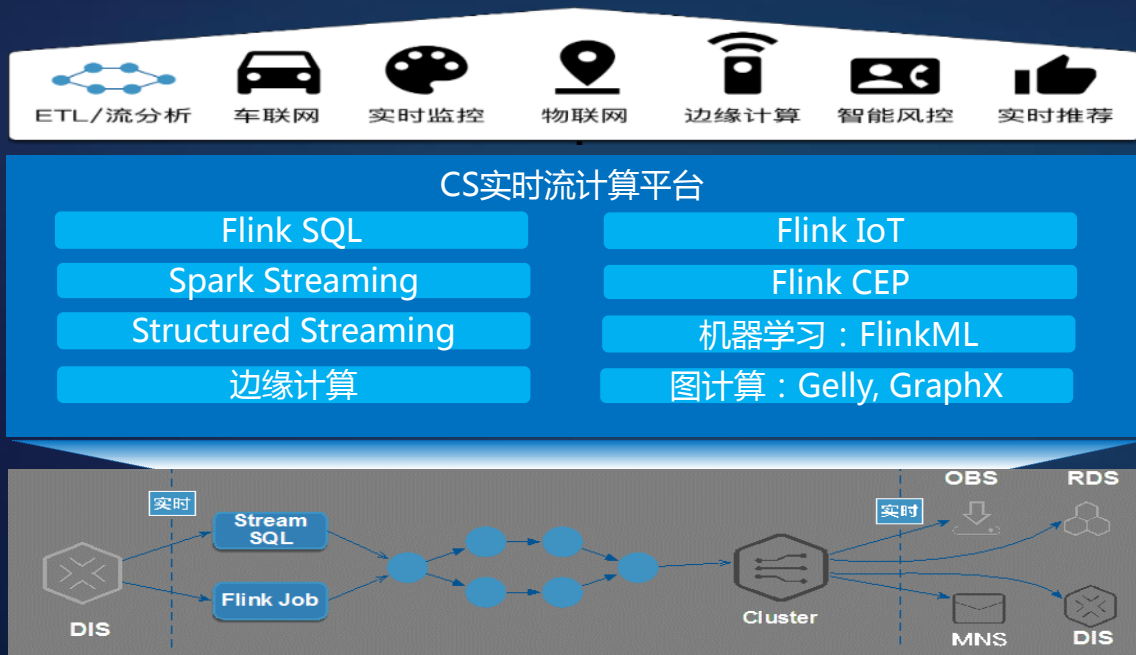 ETL/流分析
车联网
实时监控
物联网
边缘计算
智能风控
实时推荐
CS实时流计算平台
Flink SQL
Flink IoT
Spark Streaming
Flink CEP
Structured Streaming
机器学习：FlinkML
边缘计算
图计算：Gelly, GraphX
实时
Stream
SQL
Flink Job
DIS
Cluster
实时
OBS
RDS
MNS
DIS